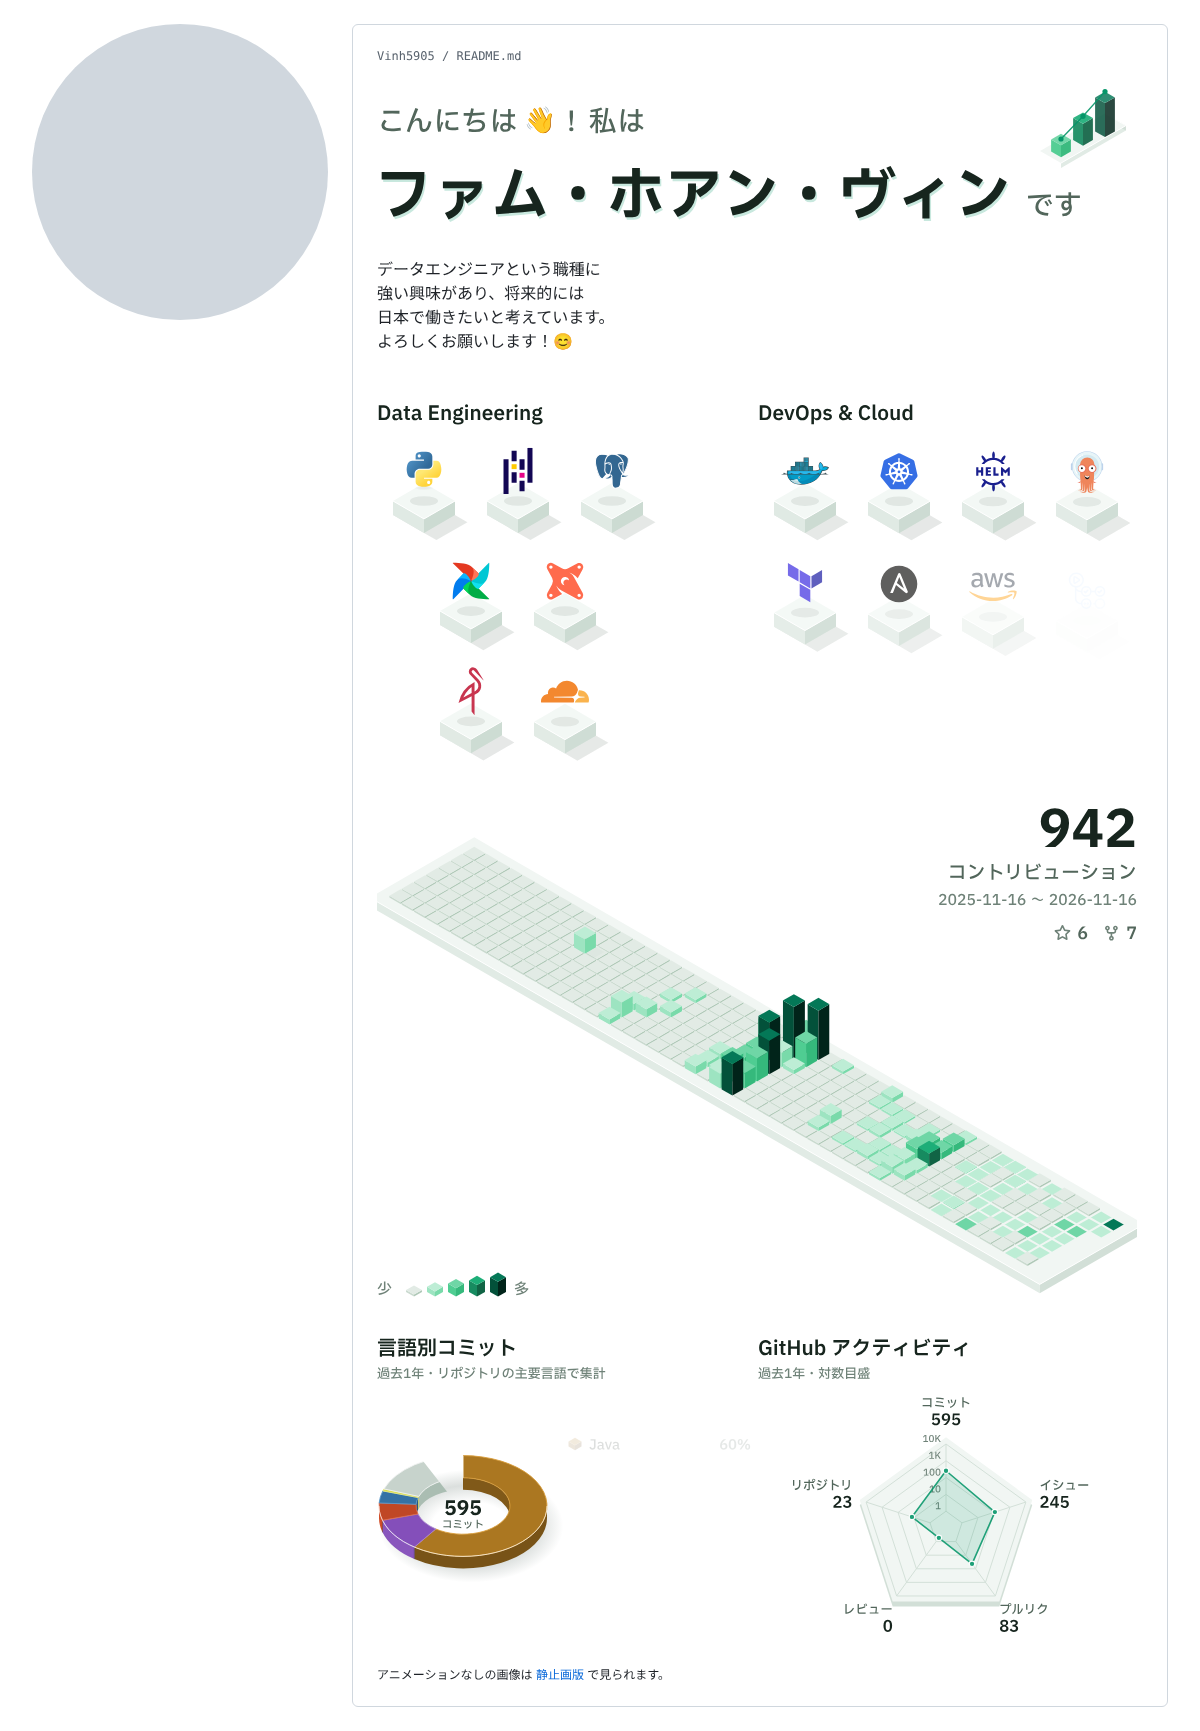 Vinh5905 / README.md
こんにちは 👋 ! 私は
ファム・ホアン・ヴィン です
データエンジニアという職種に
強い興味があり、将来的には
日本で働きたいと考えています。
よろしくお願いします！😊
Data Engineering
DevOps & Cloud
HELM
aws
942
コントリビューション
2025-11-16 〜 2026-11-16
6 7
少 多
言語別コミット
過去1年・リポジトリの主要言語で集計
Java 60%
595
コミット
GitHub アクティビティ
過去1年・対数目盛
コミット
595
10K
1K
100
10
1
リポジトリ
23
イシュー
245
レビュー
0
プルリク
83
アニメーションなしの画像は 静止画版 で見られます。